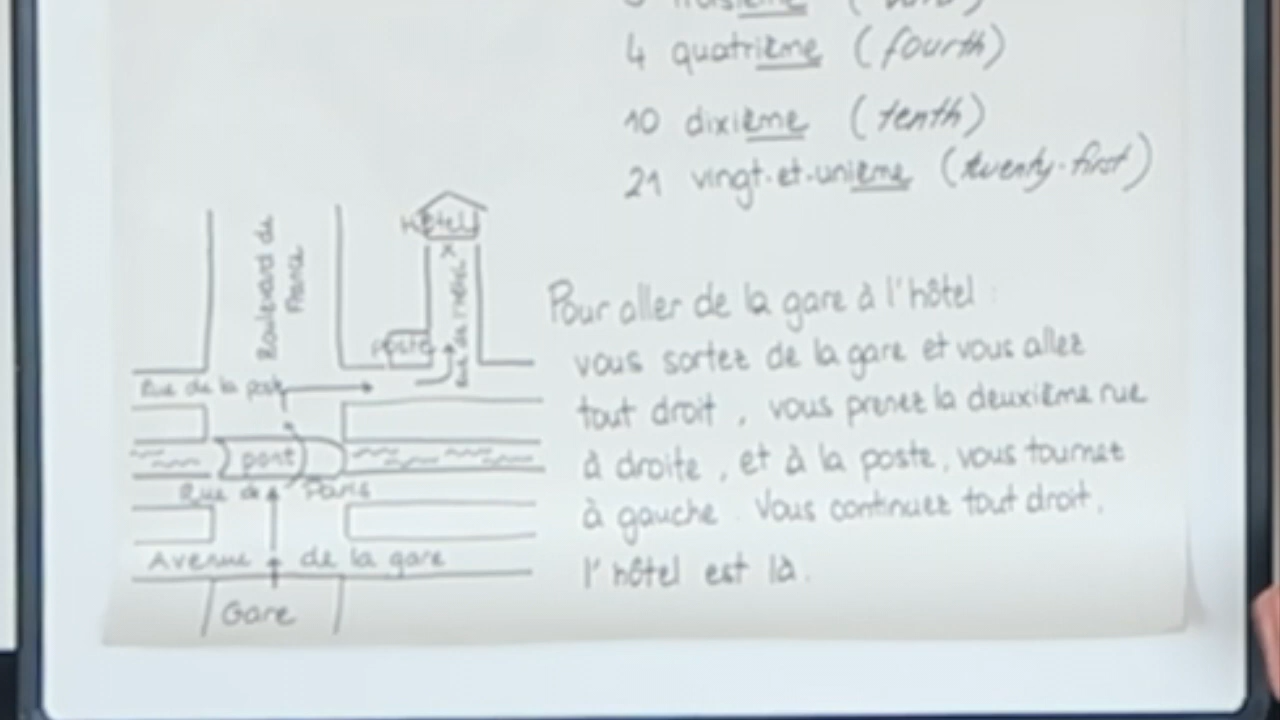 4 quatrième (fourth)
10 dixième (tenth)
21 vingt-et-unième (twenty-first)
Hôtel
Boulevard de
France
Rue de l'hôtel
poste
Rue de la poste
pont
Rue de Paris
Avenue de la gare
Gare
Pour aller de la gare à l'hôtel :
vous sortez de la gare et vous allez
tout droit, vous prenez la deuxième rue
à droite, et à la poste, vous tournez
à gauche. Vous continuez tout droit,
l'hôtel est là.